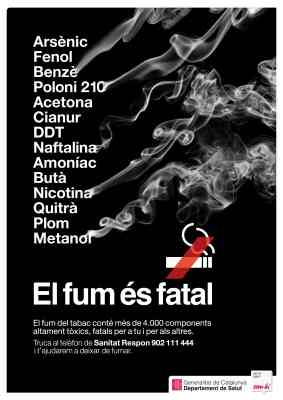 Arsènic
Fenol
Benzè
Poloni 210
Acetona
Cianur
DDT
Naftalina
Amoníac
Butà
Nicotina
Quitrà
Plom
Metanol
El fum és fatal
El fum del tabac conté més de 4.000 components
altament tòxics, fatals per a tu i per als altres.
Truca al telèfon de Sanitat Respon 902 111 444
i t'ajudarem a deixar de fumar.
Generalitat de Catalunya
Departament de Salut